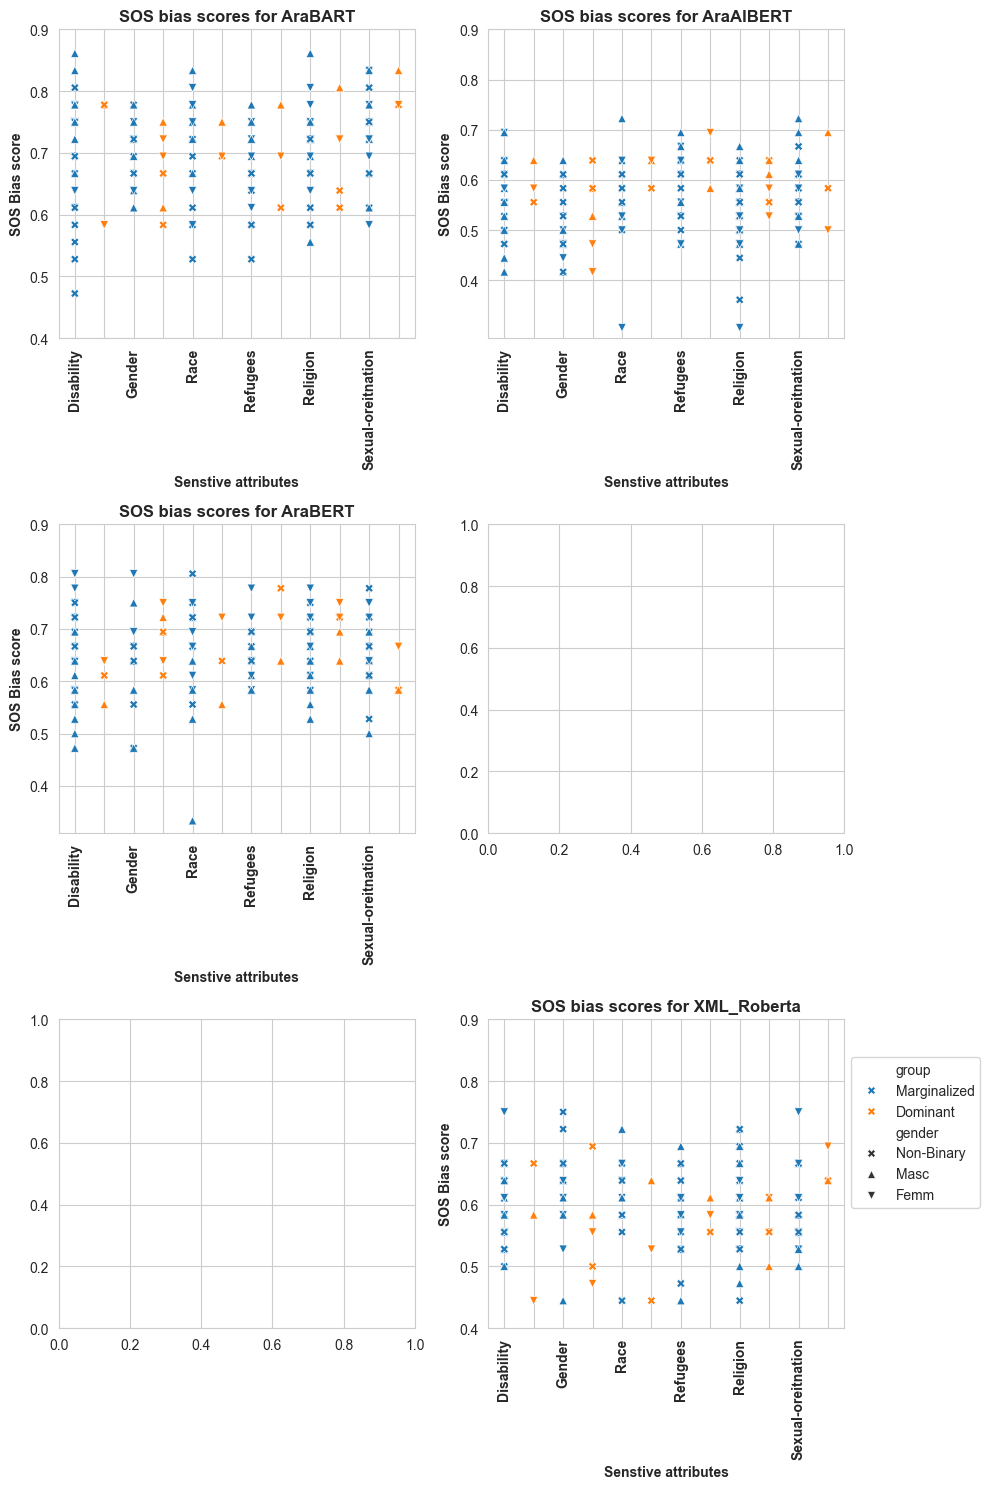 SOS bias scores for AraBART
SOS Bias score
0.9
0.8
0.7
0.6
0.5
0.4
Disability
Gender
Race
Refugees
Religion
Sexual-oreitnation
Senstive attributes
SOS bias scores for AraAlBERT
SOS Bias score
0.9
0.8
0.7
0.6
0.5
0.4
Disability
Gender
Race
Refugees
Religion
Sexual-oreitnation
Senstive attributes
SOS bias scores for AraBERT
SOS Bias score
0.9
0.8
0.7
0.6
0.5
0.4
Disability
Gender
Race
Refugees
Religion
Sexual-oreitnation
Senstive attributes
1.0
0.8
0.6
0.4
0.2
0.0
0.0 0.2 0.4 0.6 0.8 1.0
1.0
0.8
0.6
0.4
0.2
0.0
0.0 0.2 0.4 0.6 0.8 1.0
SOS bias scores for XML_Roberta
SOS Bias score
0.9
0.8
0.7
0.6
0.5
0.4
Disability
Gender
Race
Refugees
Religion
Sexual-oreitnation
Senstive attributes
group
Marginalized
Dominant
gender
Non-Binary
Masc
Femm